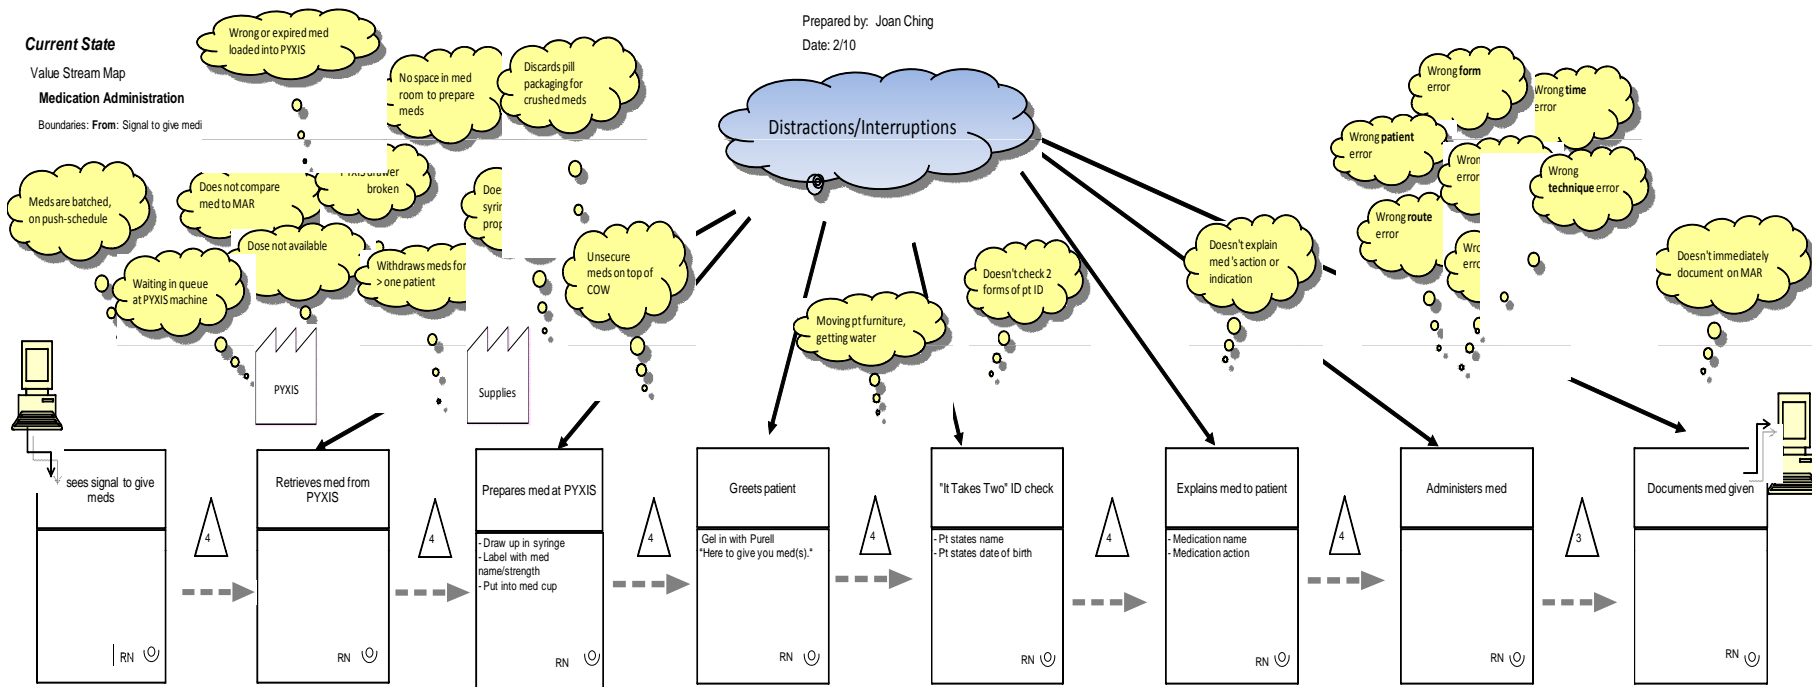 Current State
Value Stream Map
Medication Administration
Boundaries: From: Signal to give medi
Prepared by: Joan Ching
Date: 2/10
Wrong or expired med
loaded into PYXIS
No space in med
room to prepare
meds
Discards pill
packaging for
crushed meds
Distractions/Interruptions
Wrong form
error
Wrong time
error
Wrong patient
error
Wron
error
Wrong
technique error
Wrong route
error
Wro
erro
Meds are batched,
on push-schedule
Does not compare
med to MAR
PYXIS drawer
broken
Doe
syrin
prop
Dose not available
Waiting in queue
at PYXIS machine
Withdraws meds for
> one patient
Unsecure
meds on top of
COW
Moving pt furniture,
getting water
Doesn't check 2
forms of pt ID
Doesn't explain
med's action or
indication
Doesn't immediately
document on MAR
PYXIS
Supplies
sees signal to give
meds
RN
4
Retrieves med from
PYXIS
RN
4
Prepares med at PYXIS
- Draw up in syringe
- Label with med
name/strength
- Put into med cup
RN
4
Greets patient
Gel in with Purell
"Here to give you med(s)."
RN
4
"It Takes Two" ID check
- Pt states name
- Pt states date of birth
RN
4
Explains med to patient
- Medication name
- Medication action
RN
4
Administers med
RN
3
Documents med given
RN